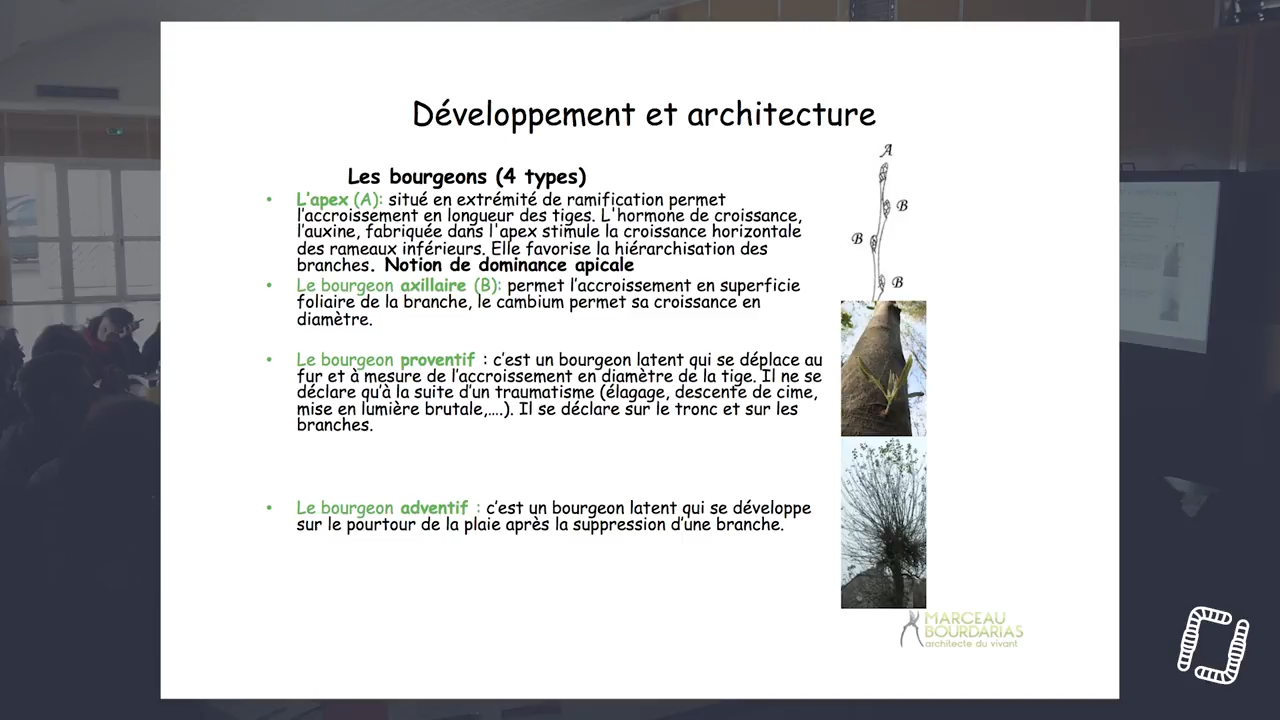 Développement et architecture
A
Les bourgeons (4 types)
• L'apex (A): situé en extrémité de ramification permet
l'accroissement en longueur des tiges. L'hormone de croissance,
l'auxine, fabriquée dans l'apex stimule la croissance horizontale
des rameaux inférieurs. Elle favorise la hiérarchisation des
branches. Notion de dominance apicale
B
B
B
• Le bourgeon axillaire (B): permet l'accroissement en superficie
foliaire de la branche, le cambium permet sa croissance en
diamètre.
• Le bourgeon proventif : c'est un bourgeon latent qui se déplace au
fur et à mesure de l'accroissement en diamètre de la tige. Il ne se
déclare qu'à la suite d'un traumatisme (élagage, descente de cime,
mise en lumière brutale,....). Il se déclare sur le tronc et sur les
branches.
• Le bourgeon adventif : c'est un bourgeon latent qui se développe
sur le pourtour de la plaie après la suppression d'une branche.
MARCEAU
BOURDARIAS
architecte du vivant